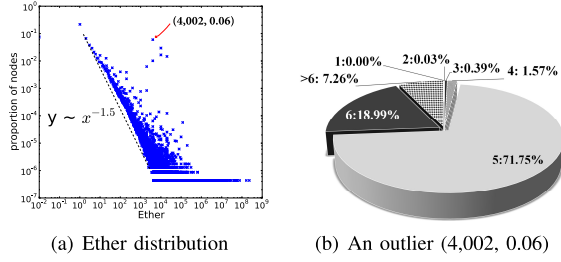 10^0
10^-1
10^-2
10^-3
10^-4
10^-5
10^-6
10^-7
proportion of nodes
(4,002, 0.06)
y ~ x^-1.5
10^-2 10^-1 10^0 10^1 10^2 10^3 10^4 10^5 10^6 10^7 10^8 10^9
Ether
(a) Ether distribution
1:0.00%
2:0.03%
3:0.39%
4: 1.57%
>6: 7.26%
6:18.99%
5:71.75%
(b) An outlier (4,002, 0.06)